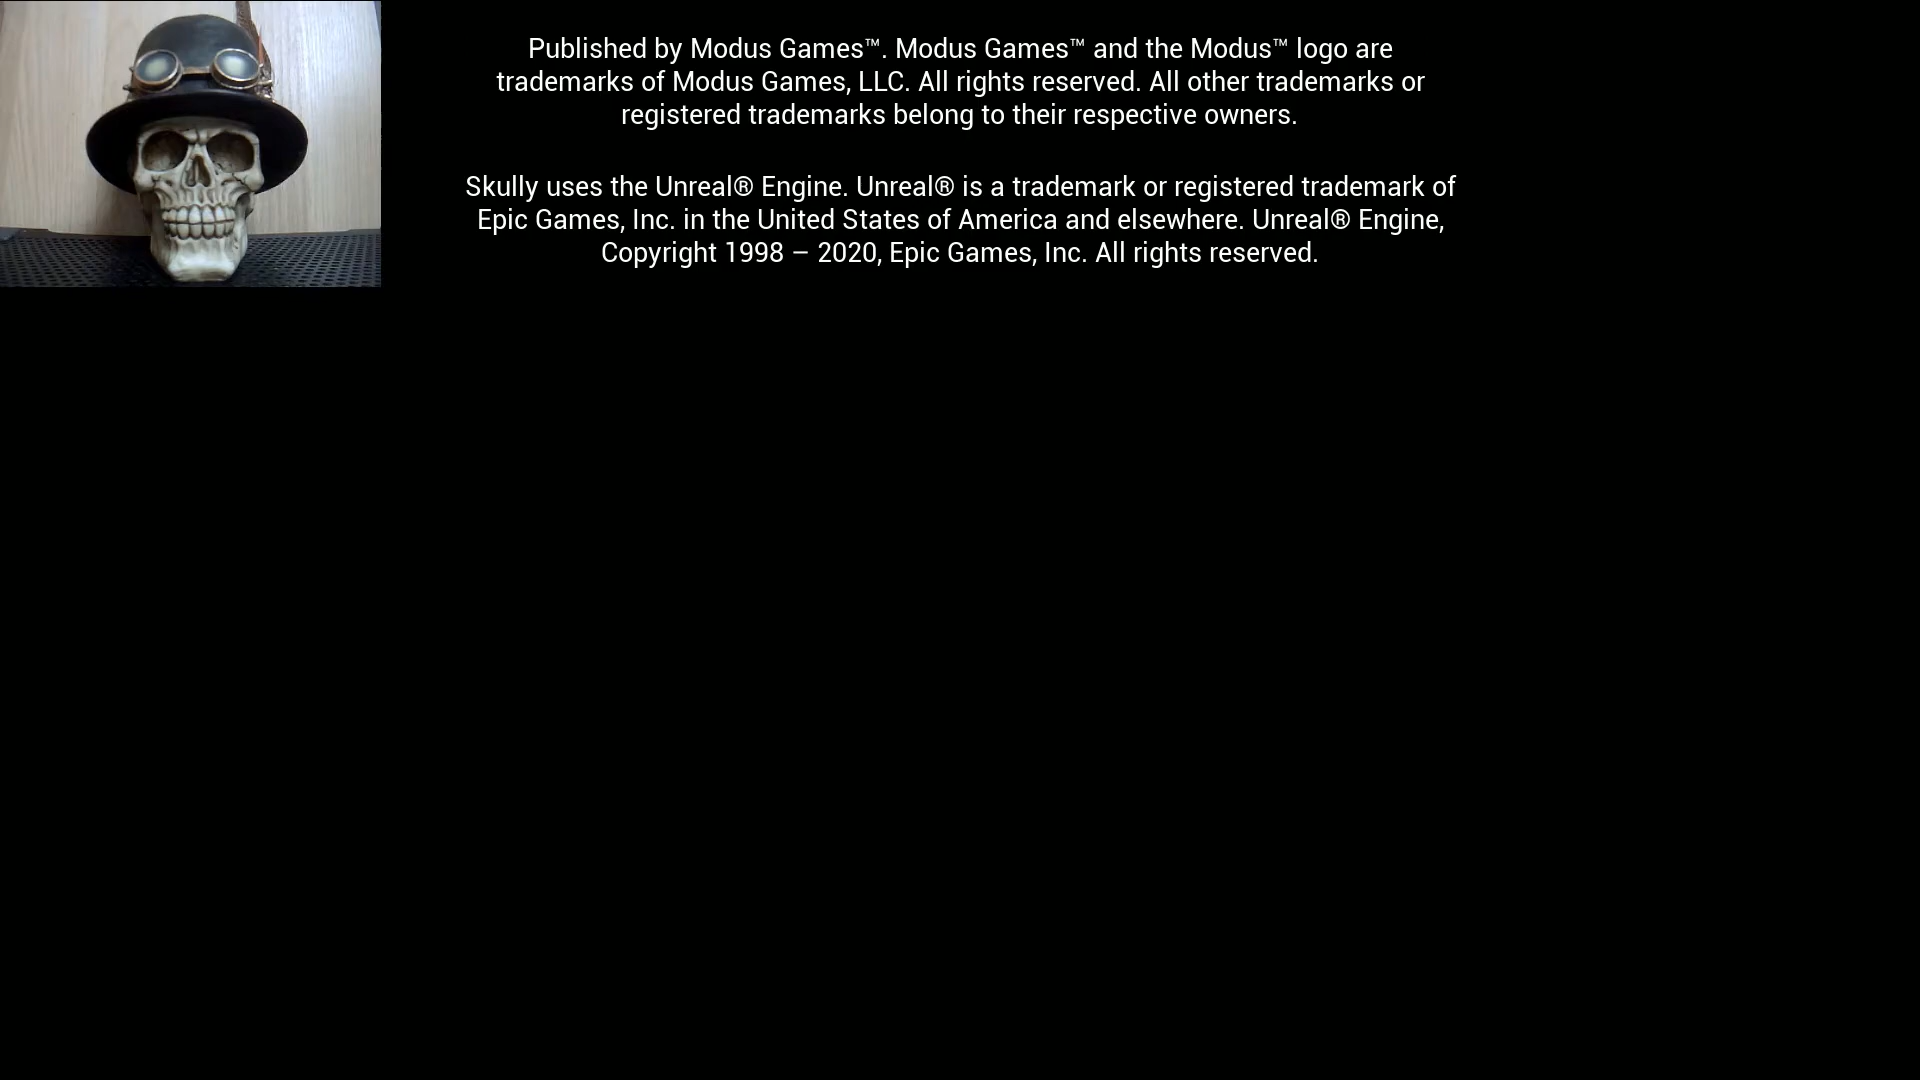 Published by Modus Games™. Modus Games™ and the Modus™ logo are
trademarks of Modus Games, LLC. All rights reserved. All other trademarks or
registered trademarks belong to their respective owners.
Skully uses the Unreal® Engine. Unreal® is a trademark or registered trademark of
Epic Games, Inc. in the United States of America and elsewhere. Unreal® Engine,
Copyright 1998 – 2020, Epic Games, Inc. All rights reserved.